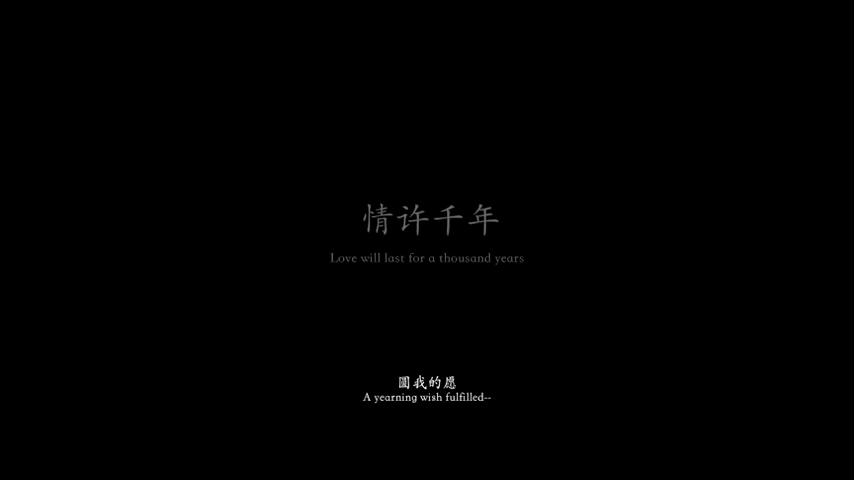 情许千年
Love will last for a thousand years
圓我的愿
A yearning wish fulfilled--